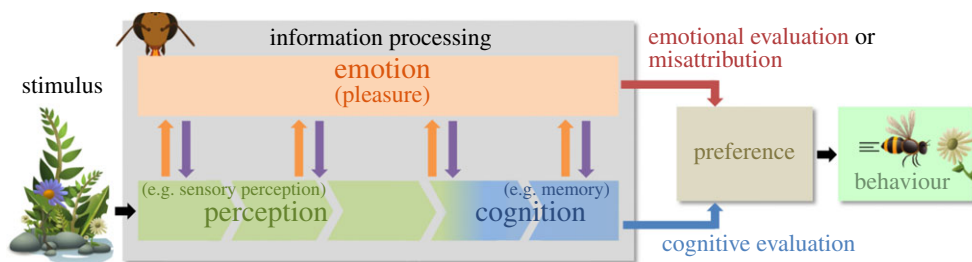 information processing
emotional evaluation or
misattribution
stimulus
emotion
(pleasure)
preference
behaviour
(e.g. sensory perception)
perception
(e.g. memory)
cognition
cognitive evaluation